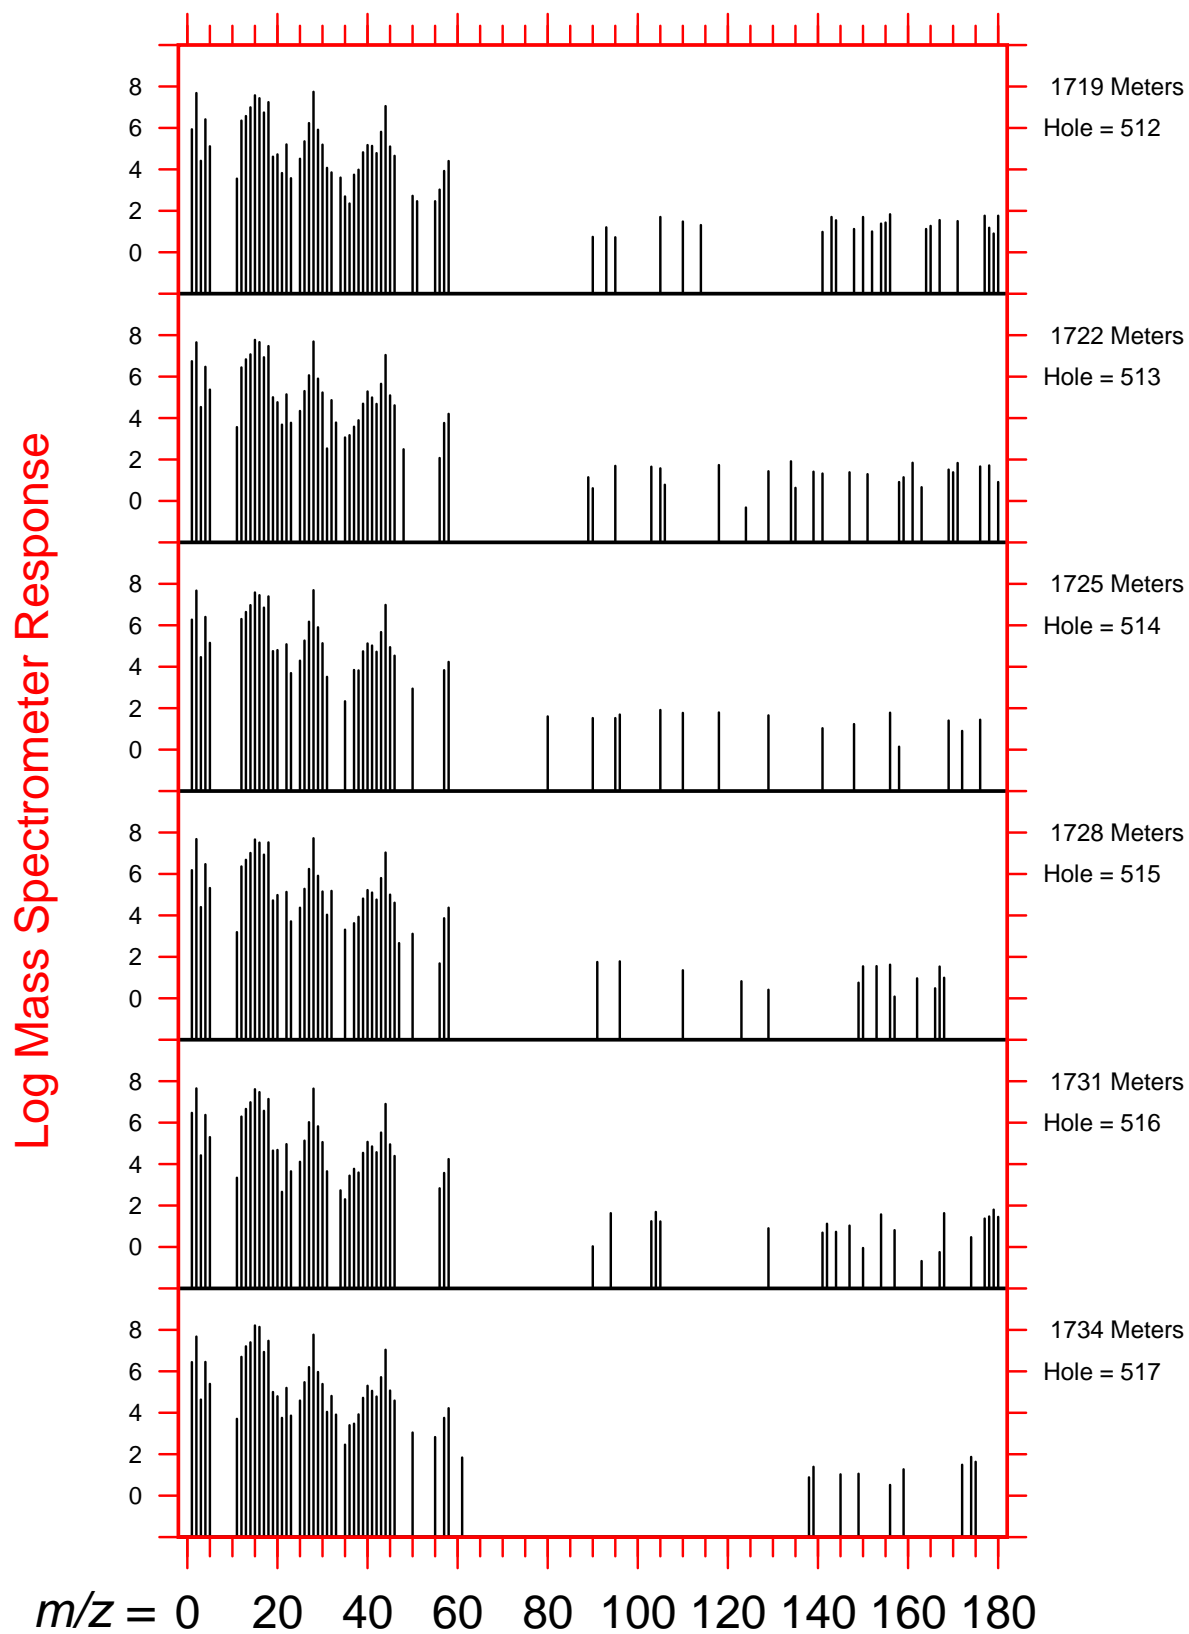 Log Mass Spectrometer Response
8
6
4
2
0
1719 Meters
Hole = 512
8
6
4
2
0
1722 Meters
Hole = 513
8
6
4
2
0
1725 Meters
Hole = 514
8
6
4
2
0
1728 Meters
Hole = 515
8
6
4
2
0
1731 Meters
Hole = 516
8
6
4
2
0
1734 Meters
Hole = 517
m/z = 0 20 40 60 80 100 120 140 160 180